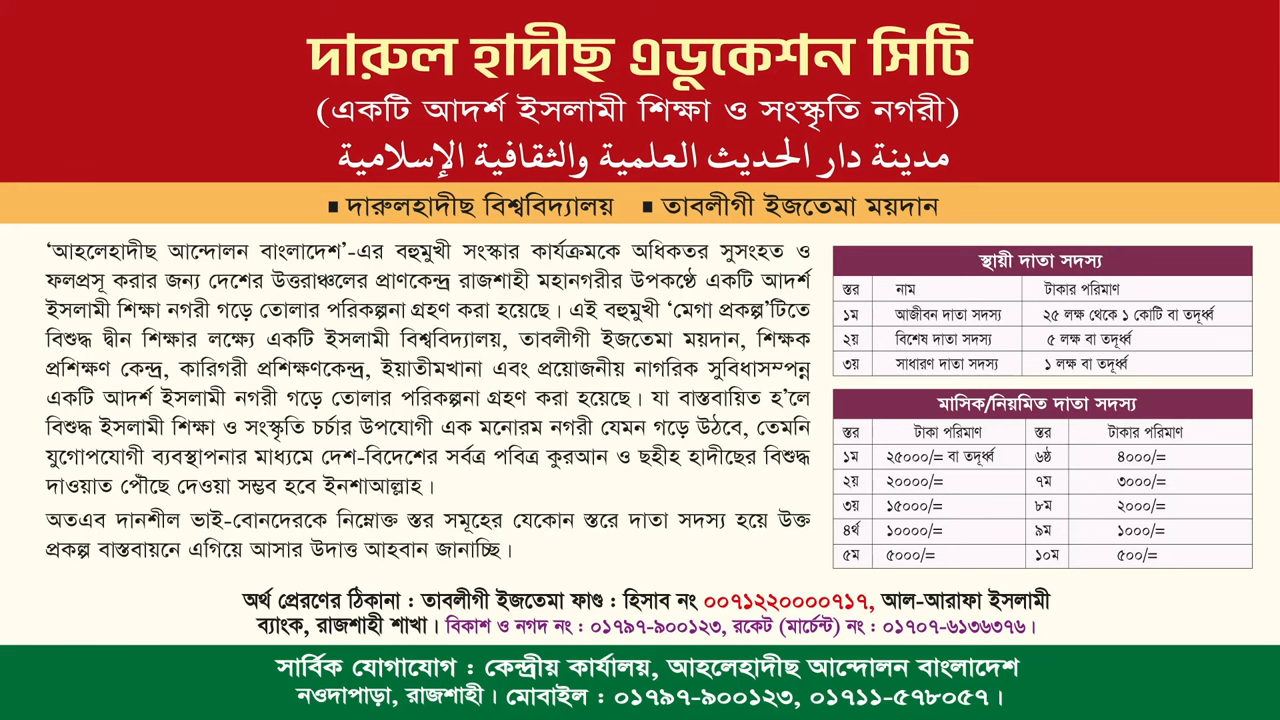 দারুল হাদীছ এডুকেশন সিটি
(একটি আদর্শ ইসলামী শিক্ষা ও সংস্কৃতি নগরী)
مدينة دار الحديث العلمية والثقافية الإسلامية
■ দারুলহাদীছ বিশ্ববিদ্যালয় ■ তাবলীগী ইজতেমা ময়দান
‘আহলেহাদীছ আন্দোলন বাংলাদেশ’-এর বহুমুখী সংস্কার কার্যক্রমকে অধিকতর সুসংহত ও
ফলপ্রসূ করার জন্য দেশের উত্তরাঞ্চলের প্রাণকেন্দ্র রাজশাহী মহানগরীর উপকণ্ঠে একটি আদর্শ
ইসলামী শিক্ষা নগরী গড়ে তোলার পরিকল্পনা গ্রহণ করা হয়েছে। এই বহুমুখী ‘মেগা প্রকল্প’টিতে
বিশুদ্ধ দ্বীন শিক্ষার লক্ষ্যে একটি ইসলামী বিশ্ববিদ্যালয়, তাবলীগী ইজতেমা ময়দান, শিক্ষক
প্রশিক্ষণ কেন্দ্র, কারিগরী প্রশিক্ষণকেন্দ্র, ইয়াতীমখানা এবং প্রয়োজনীয় নাগরিক সুবিধাসম্পন্ন
একটি আদর্শ ইসলামী নগরী গড়ে তোলার পরিকল্পনা গ্রহণ করা হয়েছে। যা বাস্তবায়িত হ’লে
বিশুদ্ধ ইসলামী শিক্ষা ও সংস্কৃতি চর্চার উপযোগী এক মনোরম নগরী যেমন গড়ে উঠবে, তেমনি
যুগোপযোগী ব্যবস্থাপনার মাধ্যমে দেশ-বিদেশের সর্বত্র পবিত্র কুরআন ও ছহীহ হাদীছের বিশুদ্ধ
দাওয়াত পৌঁছে দেওয়া সম্ভব হবে ইনশাআল্লাহ।
অতএব দানশীল ভাই-বোনদেরকে নিম্নোক্ত স্তর সমূহের যেকোন স্তরে দাতা সদস্য হয়ে উক্ত
প্রকল্প বাস্তবায়নে এগিয়ে আসার উদাত্ত আহবান জানাচ্ছি।
স্থায়ী দাতা সদস্য
স্তর নাম টাকার পরিমাণ
১ম আজীবন দাতা সদস্য ২৫ লক্ষ থেকে ১ কোটি বা তদূর্ধ্ব
২য় বিশেষ দাতা সদস্য ৫ লক্ষ বা তদূর্ধ্ব
৩য় সাধারণ দাতা সদস্য ১ লক্ষ বা তদূর্ধ্ব
মাসিক/নিয়মিত দাতা সদস্য
স্তর টাকা পরিমাণ স্তর টাকার পরিমাণ
১ম ২৫০০০/= বা তদূর্ধ্ব ৬ষ্ঠ ৪০০০/=
২য় ২০০০০/= ৭ম ৩০০০/=
৩য় ১৫০০০/= ৮ম ২০০০/=
৪র্থ ১০০০০/= ৯ম ১০০০/=
৫ম ৫০০০/= ১০ম ৫০০/=
অর্থ প্রেরণের ঠিকানা : তাবলীগী ইজতেমা ফাণ্ড : হিসাব নং ০০৭১২২০০০০৭১৭, আল-আরাফা ইসলামী
ব্যাংক, রাজশাহী শাখা। বিকাশ ও নগদ নং : ০১৭৯৭-৯০০১২৩, রকেট (মার্চেন্ট) নং : ০১৭০৭-৬১৩৬৩৭৬।
সার্বিক যোগাযোগ : কেন্দ্রীয় কার্যালয়, আহলেহাদীছ আন্দোলন বাংলাদেশ
নওদাপাড়া, রাজশাহী। মোবাইল : ০১৭৯৭-৯০০১২৩, ০১৭১১-৫৭৮০৫৭।